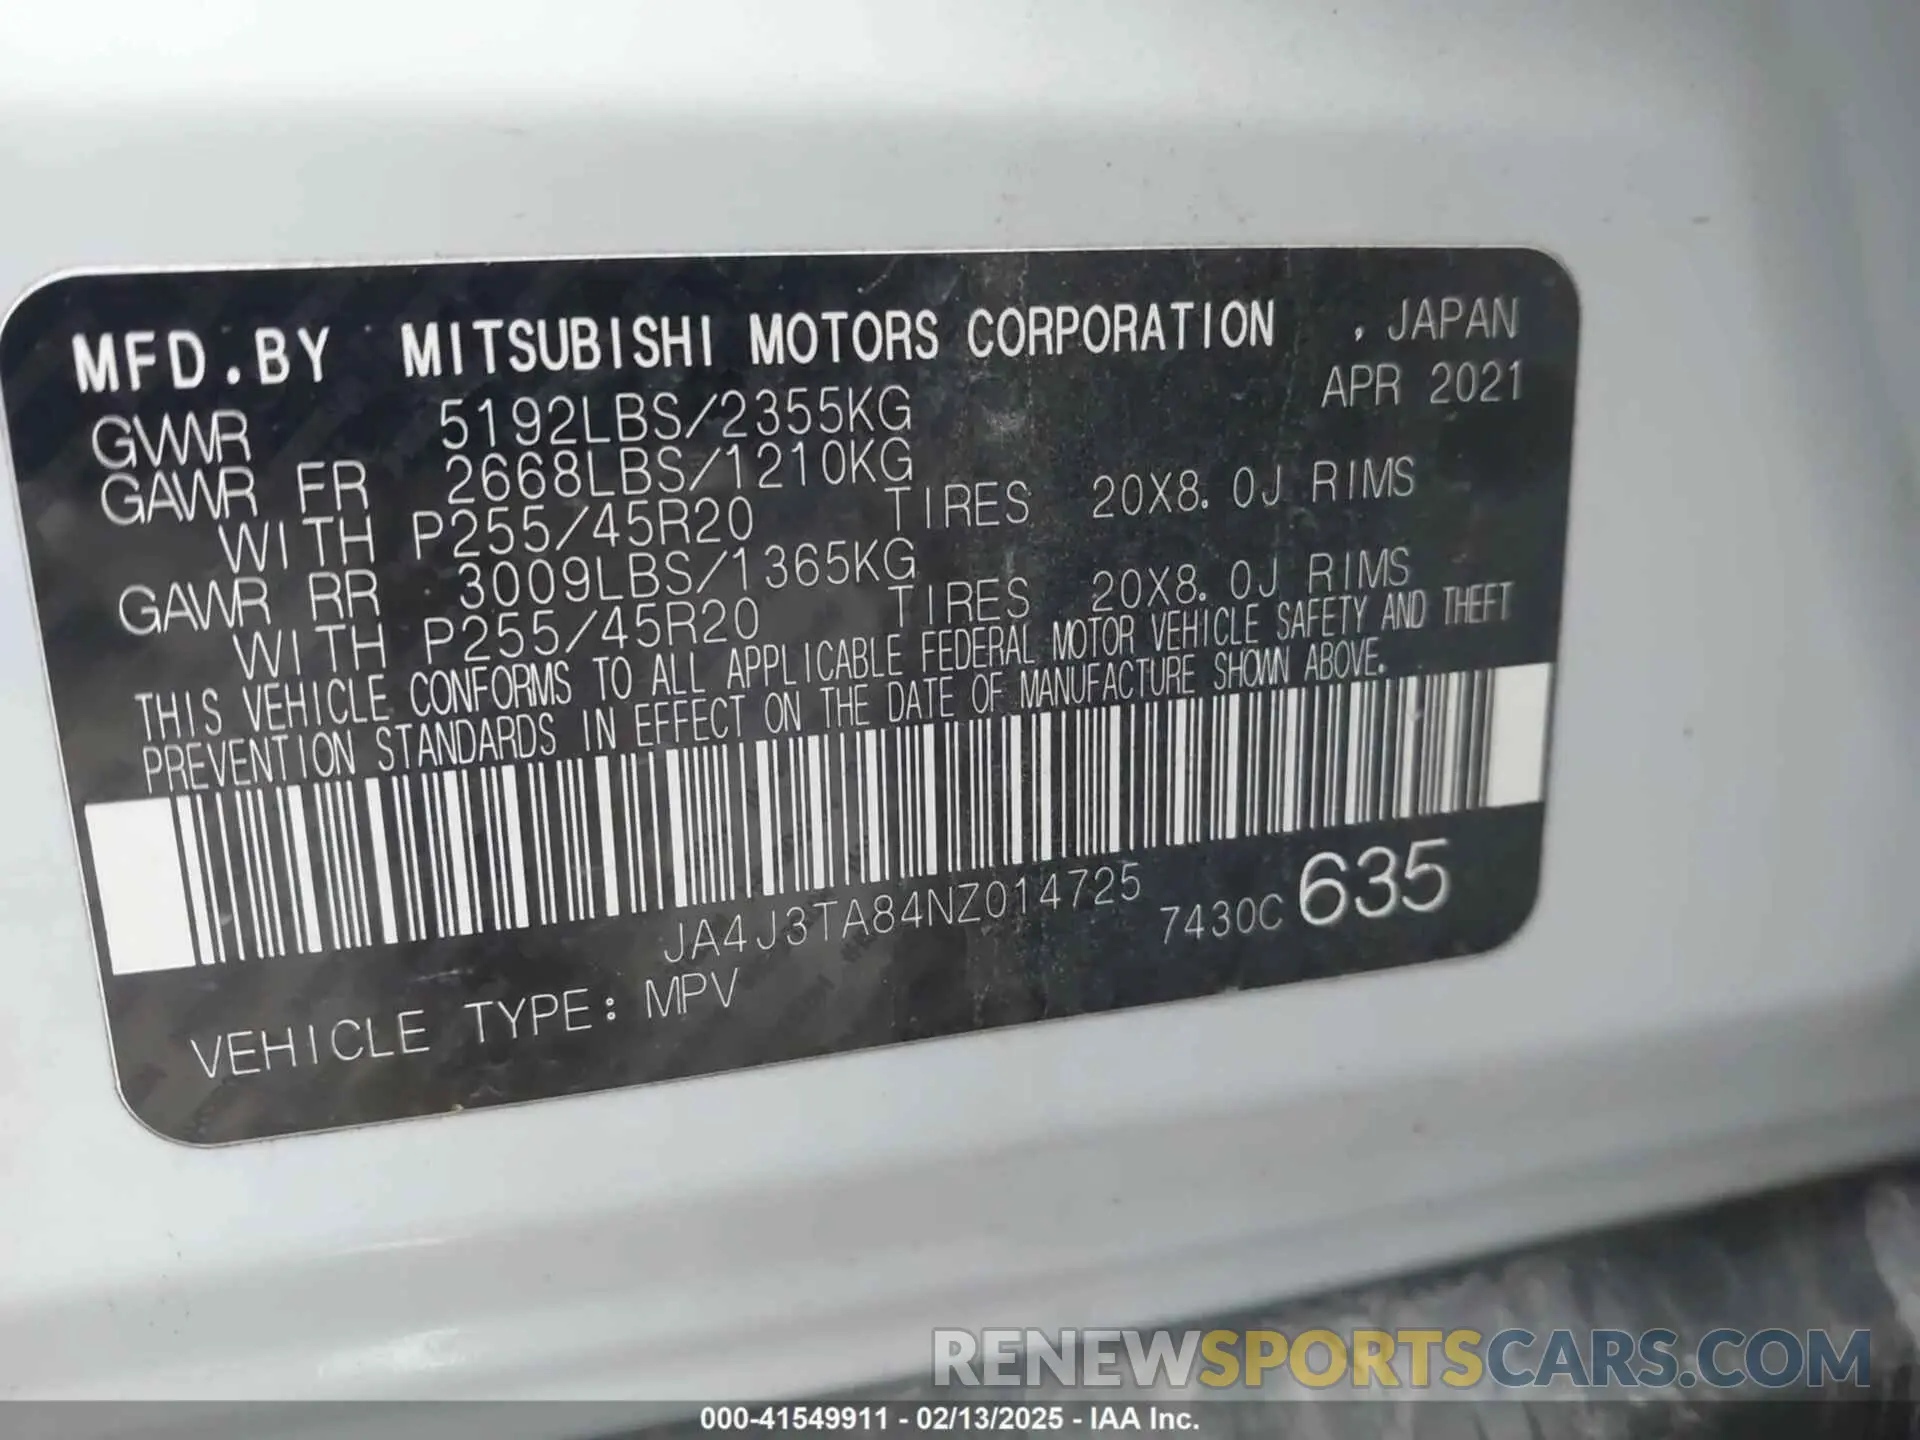 MFD.BY MITSUBISHI MOTORS CORPORATION , JAPAN
GVWR 5192LBS/2355KG APR 2021
GAWR FR 2668LBS/1210KG
WITH P255/45R20 TIRES 20X8.0J RIMS
GAWR RR 3009LBS/1365KG
WITH P255/45R20 TIRES 20X8.0J RIMS
THIS VEHICLE CONFORMS TO ALL APPLICABLE FEDERAL MOTOR VEHICLE SAFETY AND THEFT
PREVENTION STANDARDS IN EFFECT ON THE DATE OF MANUFACTURE SHOWN ABOVE.
JA4J3TA84NZ014725 7430C 635
VEHICLE TYPE: MPV
RENEWSPORTSCARS.COM
000-41549911 - 02/13/2025 - IAA Inc.